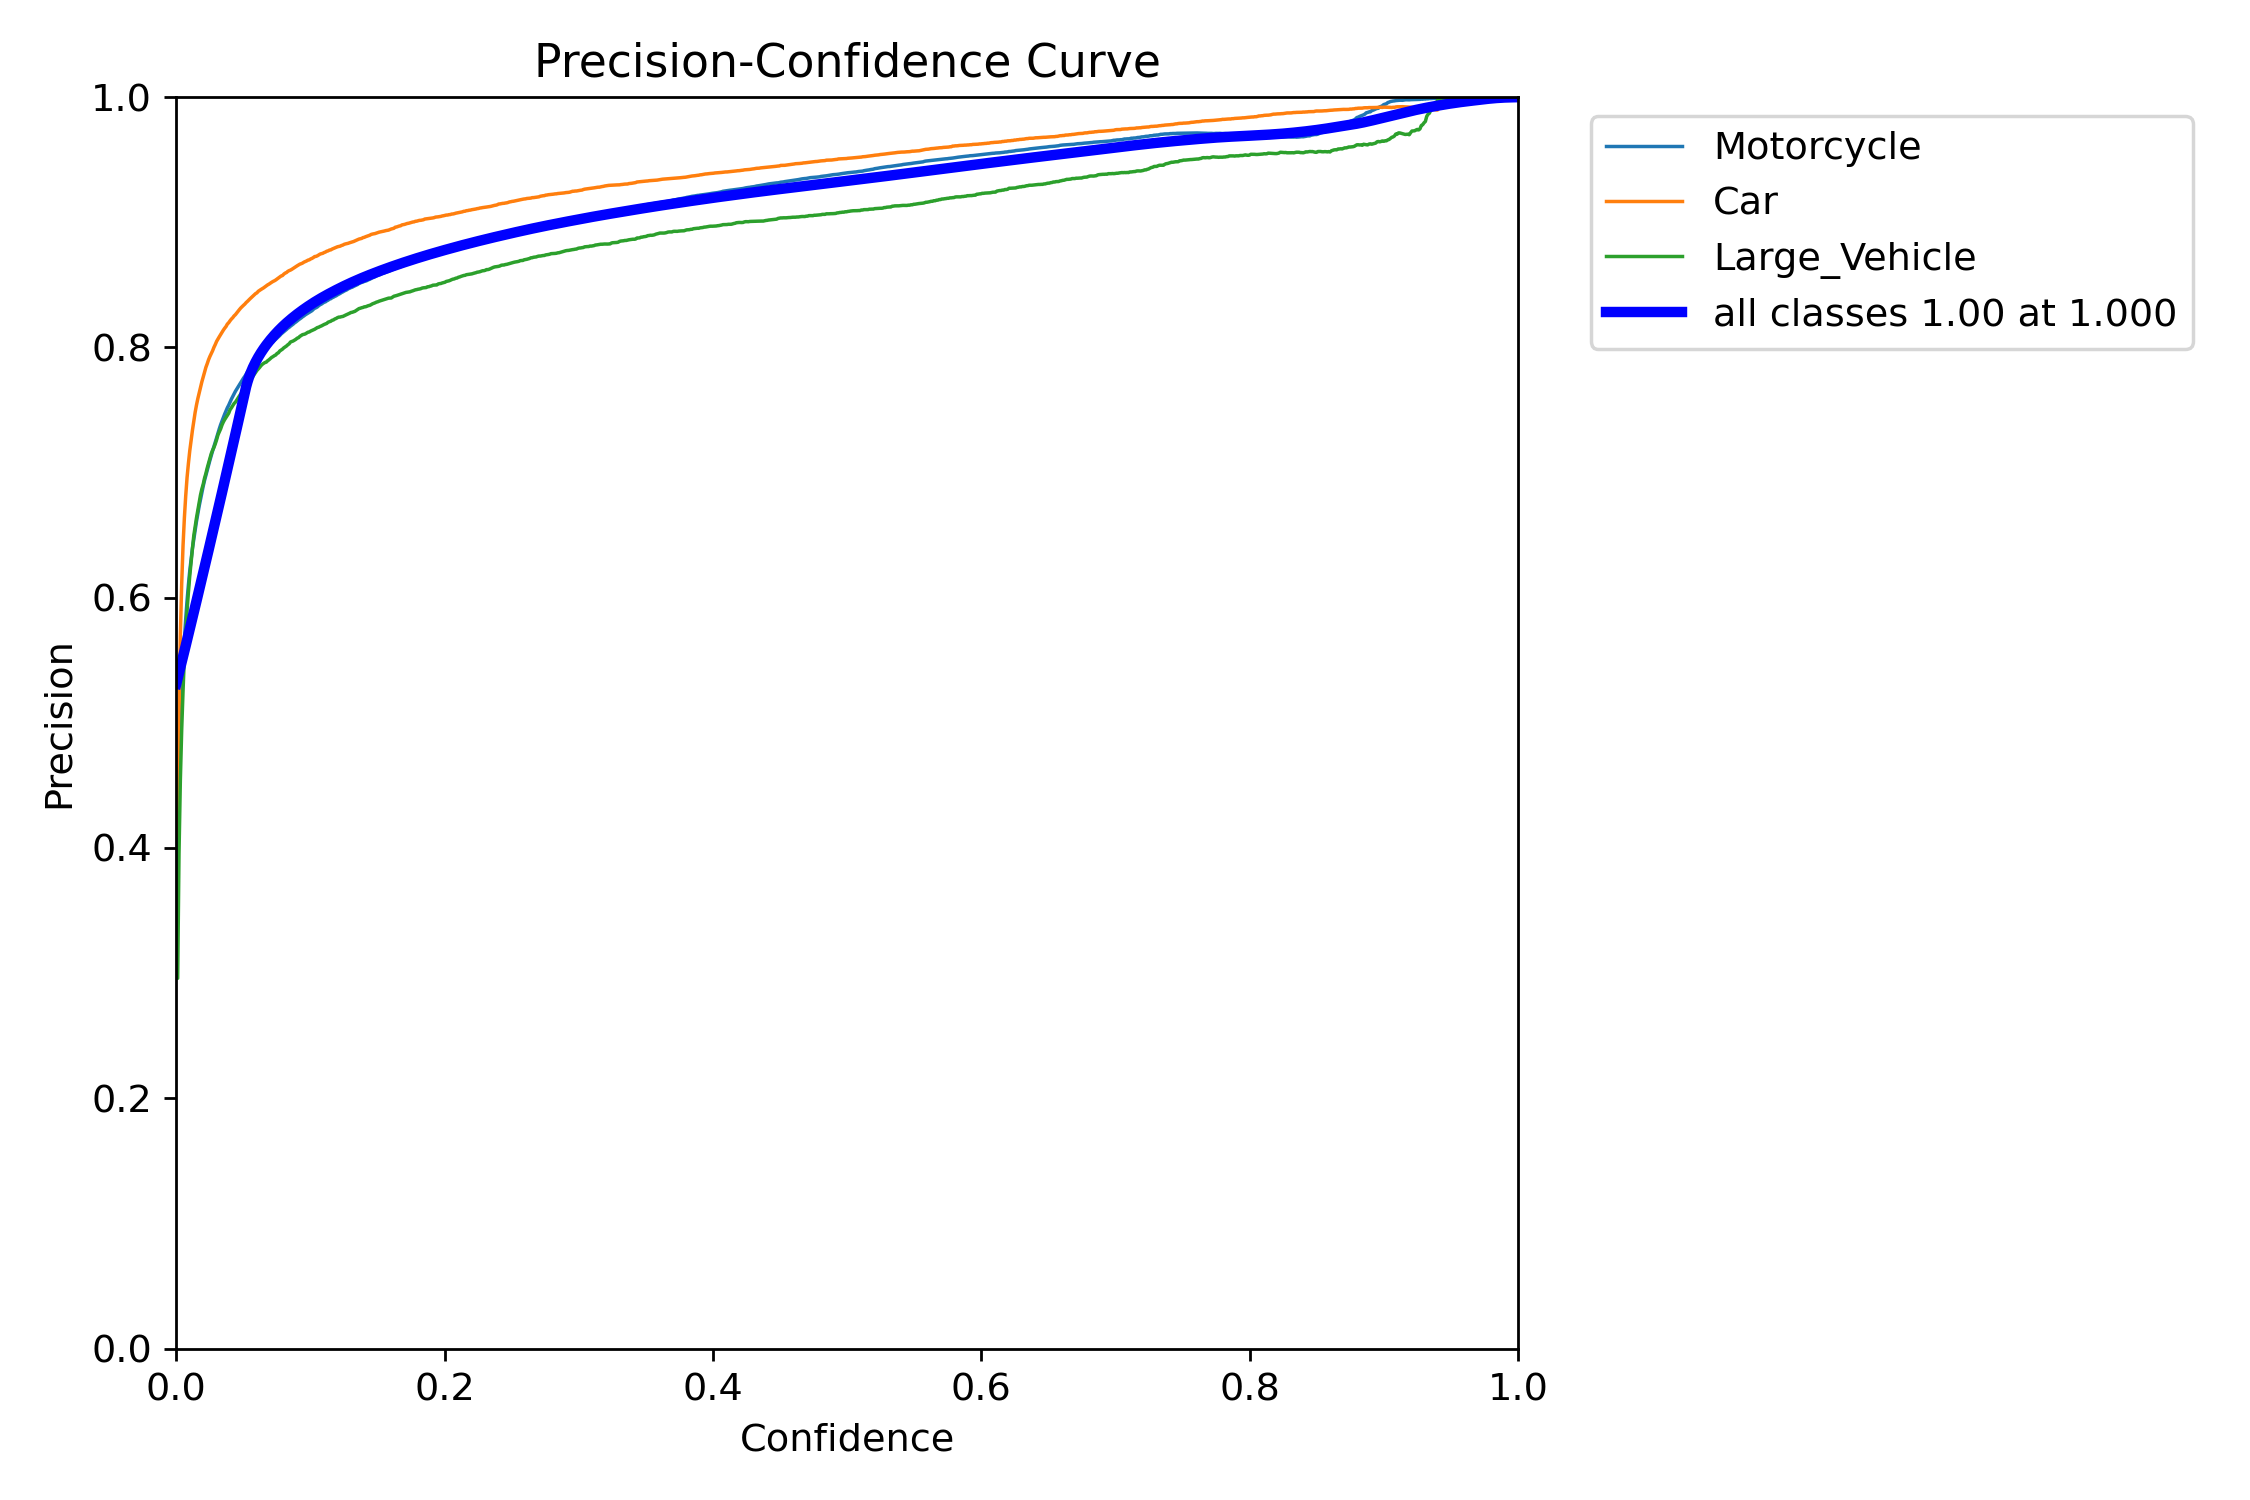 Precision-Confidence Curve
1.0
0.8
0.6
0.4
0.2
0.0
Precision
0.0 0.2 0.4 0.6 0.8 1.0
Confidence
Motorcycle
Car
Large_Vehicle
all classes 1.00 at 1.000